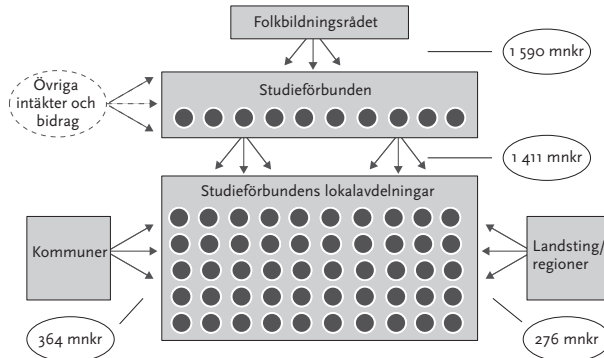 Folkbildningsrådet
1 590 mnkr
Övriga
intäkter och
bidrag
Studieförbunden
1 411 mnkr
Studieförbundens lokalavdelningar
Kommuner
Landsting/
regioner
364 mnkr
276 mnkr